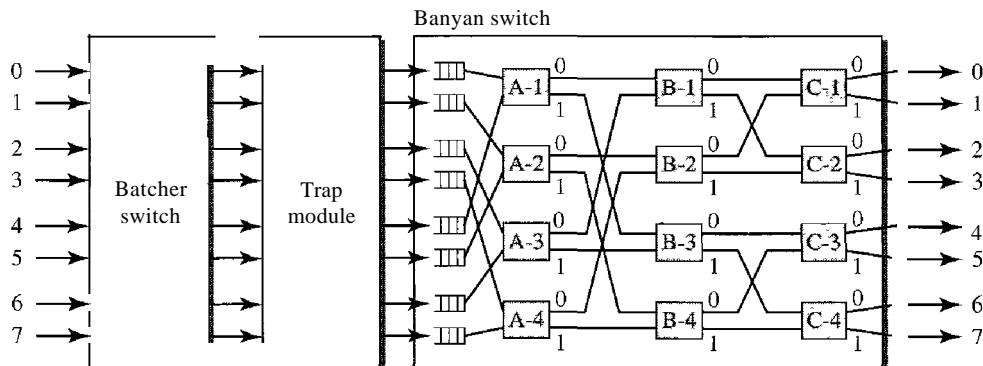 Banyan switch
0 0 0 0 0
A-1 B-1 C-1
1 1 1 1 1
0 0 0
2 2
A-2 B-2 C-2
3 Batcher Trap 1 1 1 3
switch module
4 0 0 0 4
A-3 B-3 C-3
5 1 1 1 5
6 0 0 0 6
A-4 B-4 C-4
7 1 1 1 7